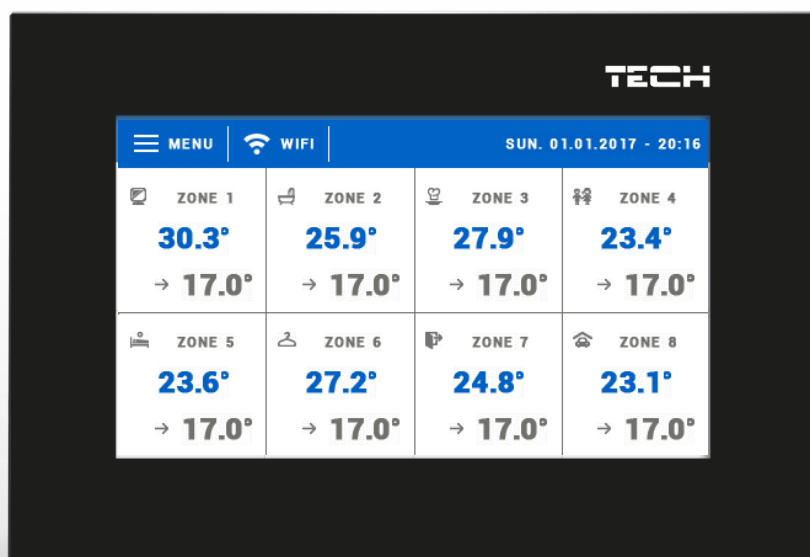 TECH
MENU WIFI SUN. 01.01.2017 - 20:16
ZONE 1 ZONE 2 ZONE 3 ZONE 4
30.3° 25.9° 27.9° 23.4°
→ 17.0° → 17.0° → 17.0° → 17.0°
ZONE 5 ZONE 6 ZONE 7 ZONE 8
23.6° 27.2° 24.8° 23.1°
→ 17.0° → 17.0° → 17.0° → 17.0°